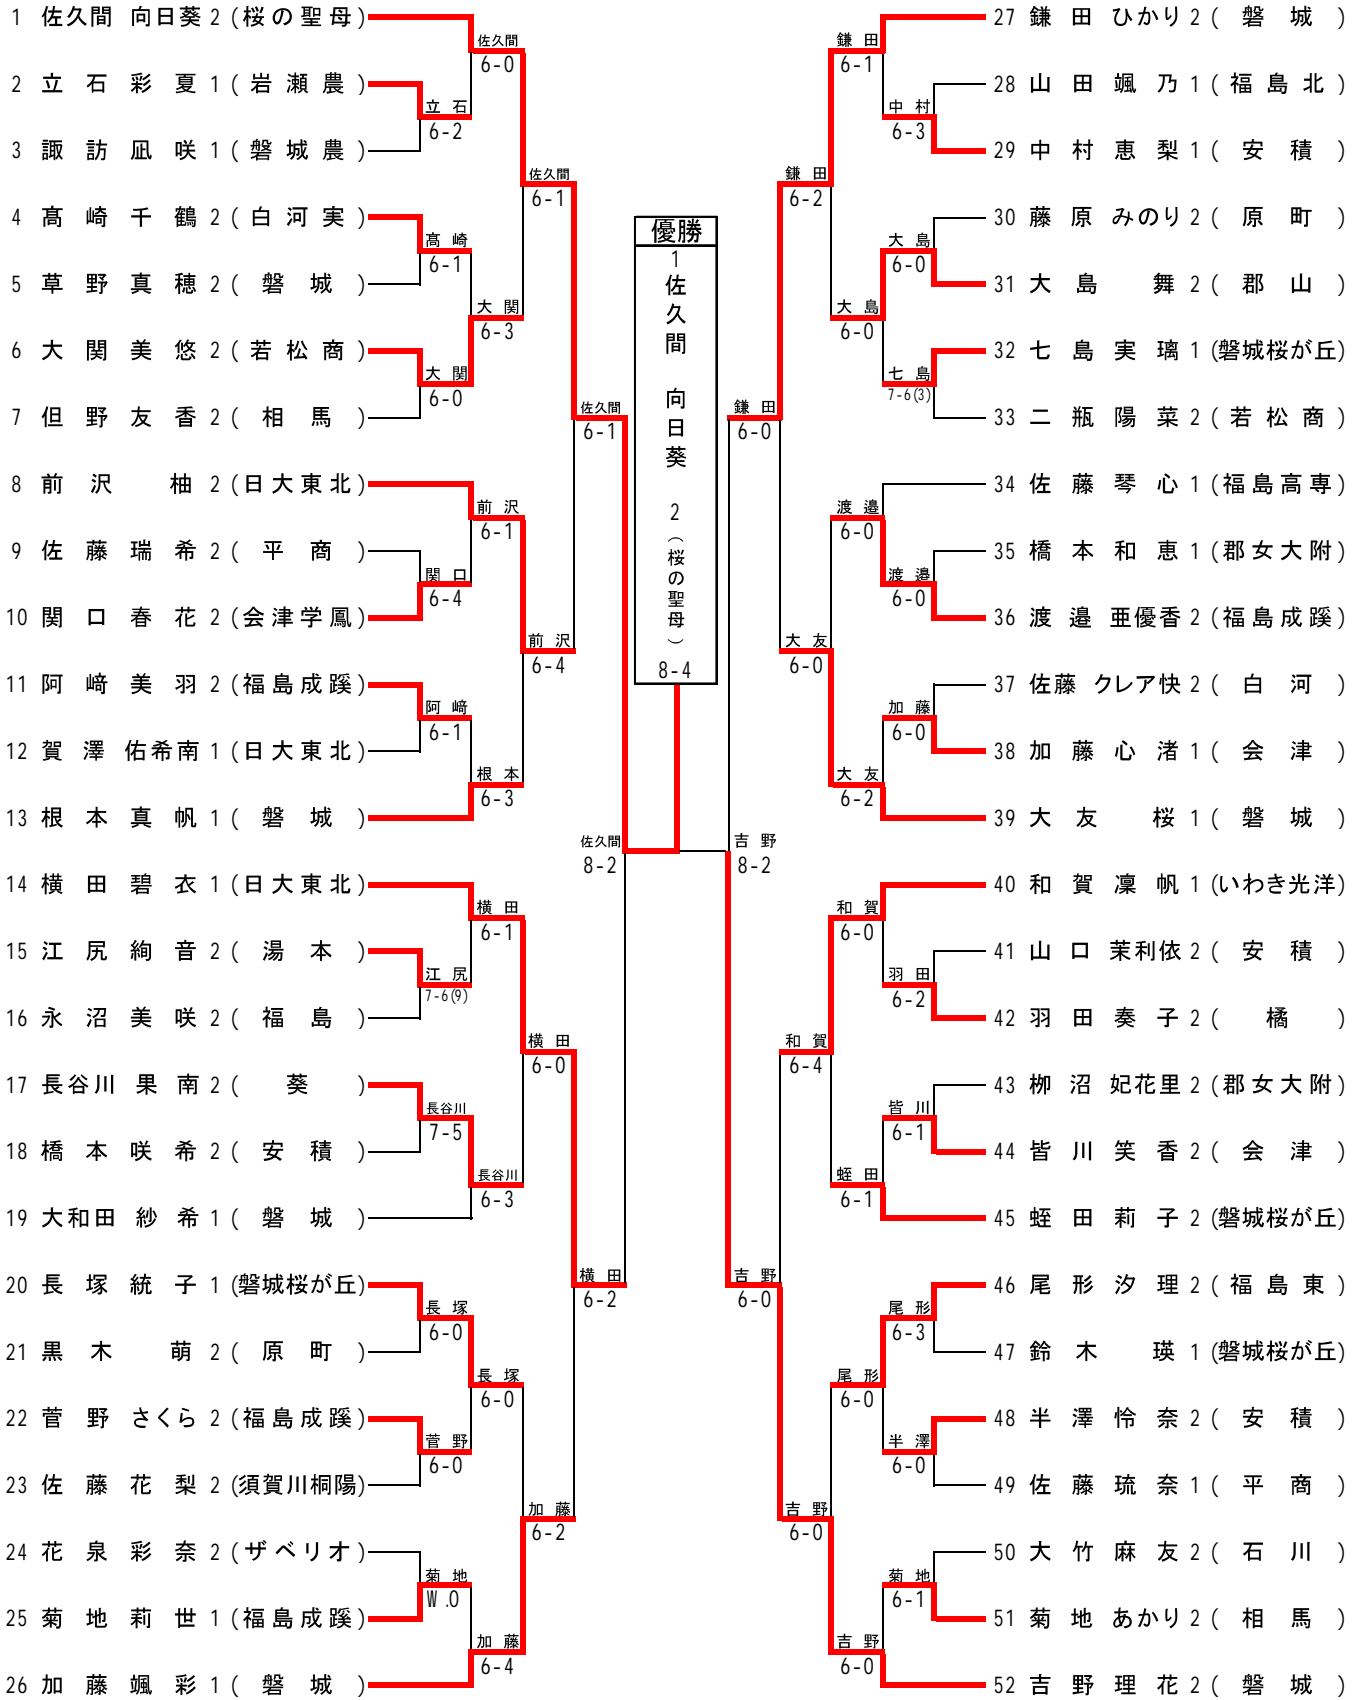 1 佐久間 向日葵 2 (桜の聖母)
佐久間
6-0
2 立石彩夏 1 (岩瀬農)
立石
6-2
3 諏訪凪咲 1 (磐城農)
佐久間
6-1
4 髙崎千鶴 2 (白河実)
髙崎
6-1
5 草野真穂 2 (磐城)
大関
6-3
6 大関美悠 2 (若松商)
大関
6-0
7 但野友香 2 (相馬)
佐久間
6-1
8 前沢柚 2 (日大東北)
前沢
6-1
9 佐藤瑞希 2 (平商)
関口
6-4
10 関口春花 2 (会津学鳳)
前沢
6-4
11 阿﨑美羽 2 (福島成蹊)
阿﨑
6-1
12 賀澤佑希南 1 (日大東北)
根本
6-3
13 根本真帆 1 (磐城)
佐久間
8-2
14 横田碧衣 1 (日大東北)
横田
6-1
15 江尻絢音 2 (湯本)
江尻
7-6(9)
16 永沼美咲 2 (福島)
横田
6-0
17 長谷川果南 2 (葵)
長谷川
7-5
18 橋本咲希 2 (安積)
長谷川
6-3
19 大和田紗希 1 (磐城)
横田
6-2
20 長塚統子 1 (磐城桜が丘)
長塚
6-0
21 黒木萌 2 (原町)
長塚
6-0
22 菅野さくら 2 (福島成蹊)
菅野
6-0
23 佐藤花梨 2 (須賀川桐陽)
加藤
6-2
24 花泉彩奈 2 (ザベリオ)
菊地
W.O
25 菊地莉世 1 (福島成蹊)
加藤
6-4
26 加藤颯彩 1 (磐城)
優勝
1
佐久間 向日葵 2 (桜の聖母)
8-4
27 鎌田ひかり 2 (磐城)
鎌田
6-1
28 山田颯乃 1 (福島北)
中村
6-3
29 中村恵梨 1 (安積)
鎌田
6-2
30 藤原みのり 2 (原町)
大島
6-0
31 大島舞 2 (郡山)
大島
6-0
32 七島実璃 1 (磐城桜が丘)
七島
7-6(3)
33 二瓶陽菜 2 (若松商)
鎌田
6-0
34 佐藤琴心 1 (福島高専)
渡邉
6-0
35 橋本和恵 1 (郡女大附)
渡邉
6-0
36 渡邉亜優香 2 (福島成蹊)
大友
6-0
37 佐藤クレア快 2 (白河)
加藤
6-0
38 加藤心渚 1 (会津)
大友
6-2
39 大友桜 1 (磐城)
吉野
8-2
40 和賀凜帆 1 (いわき光洋)
和賀
6-0
41 山口茉利依 2 (安積)
羽田
6-2
42 羽田奏子 2 (橘)
和賀
6-4
43 栁沼妃花里 2 (郡女大附)
皆川
6-1
44 皆川笑香 2 (会津)
蛭田
6-1
45 蛭田莉子 2 (磐城桜が丘)
吉野
6-0
46 尾形汐理 2 (福島東)
尾形
6-3
47 鈴木瑛 1 (磐城桜が丘)
尾形
6-0
48 半澤怜奈 2 (安積)
半澤
6-0
49 佐藤琉奈 1 (平商)
吉野
6-0
50 大竹麻友 2 (石川)
菊地
6-1
51 菊地あかり 2 (相馬)
吉野
6-0
52 吉野理花 2 (磐城)